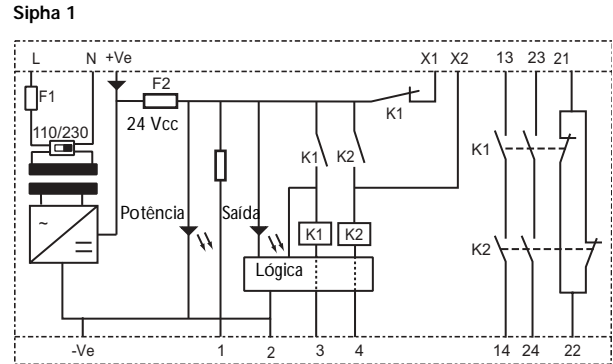 Sipha 1
L N +Ve X1 X2 13 23 21
F1 F2
24 Vcc
K1
110/230
K1 K2 K1
Potência Saída
~ K1 K2 K2
=
Lógica
-Ve 1 2 3 4 14 24 22